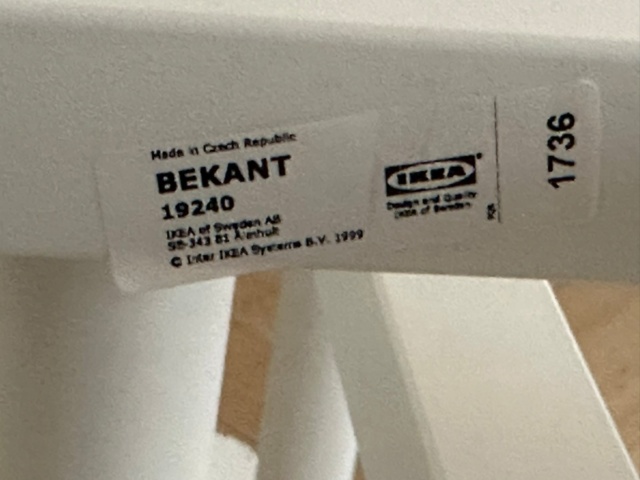 Made in Czech Republic
BEKANT
19240
IKEA of Sweden AB
SE-343 81 Älmhult
© Inter IKEA Systems B.V. 1999
IKEA®
Design and Quality
IKEA of Sweden
1736